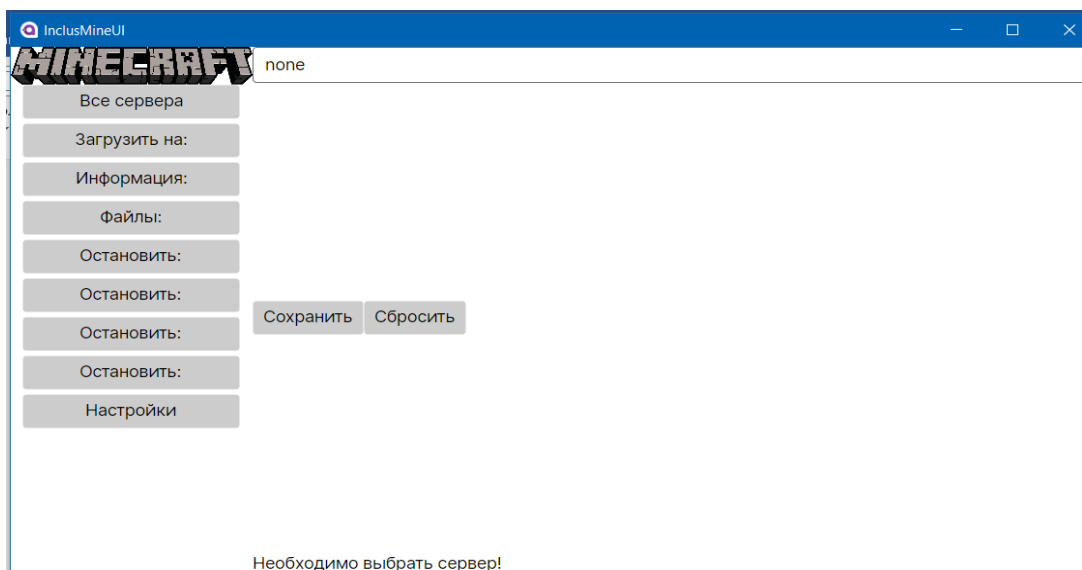 InclusMineUI
MINECRAFT
none
Все сервера
Загрузить на:
Информация:
Файлы:
Остановить:
Остановить:
Остановить:
Остановить:
Настройки
Сохранить Сбросить
Необходимо выбрать сервер!